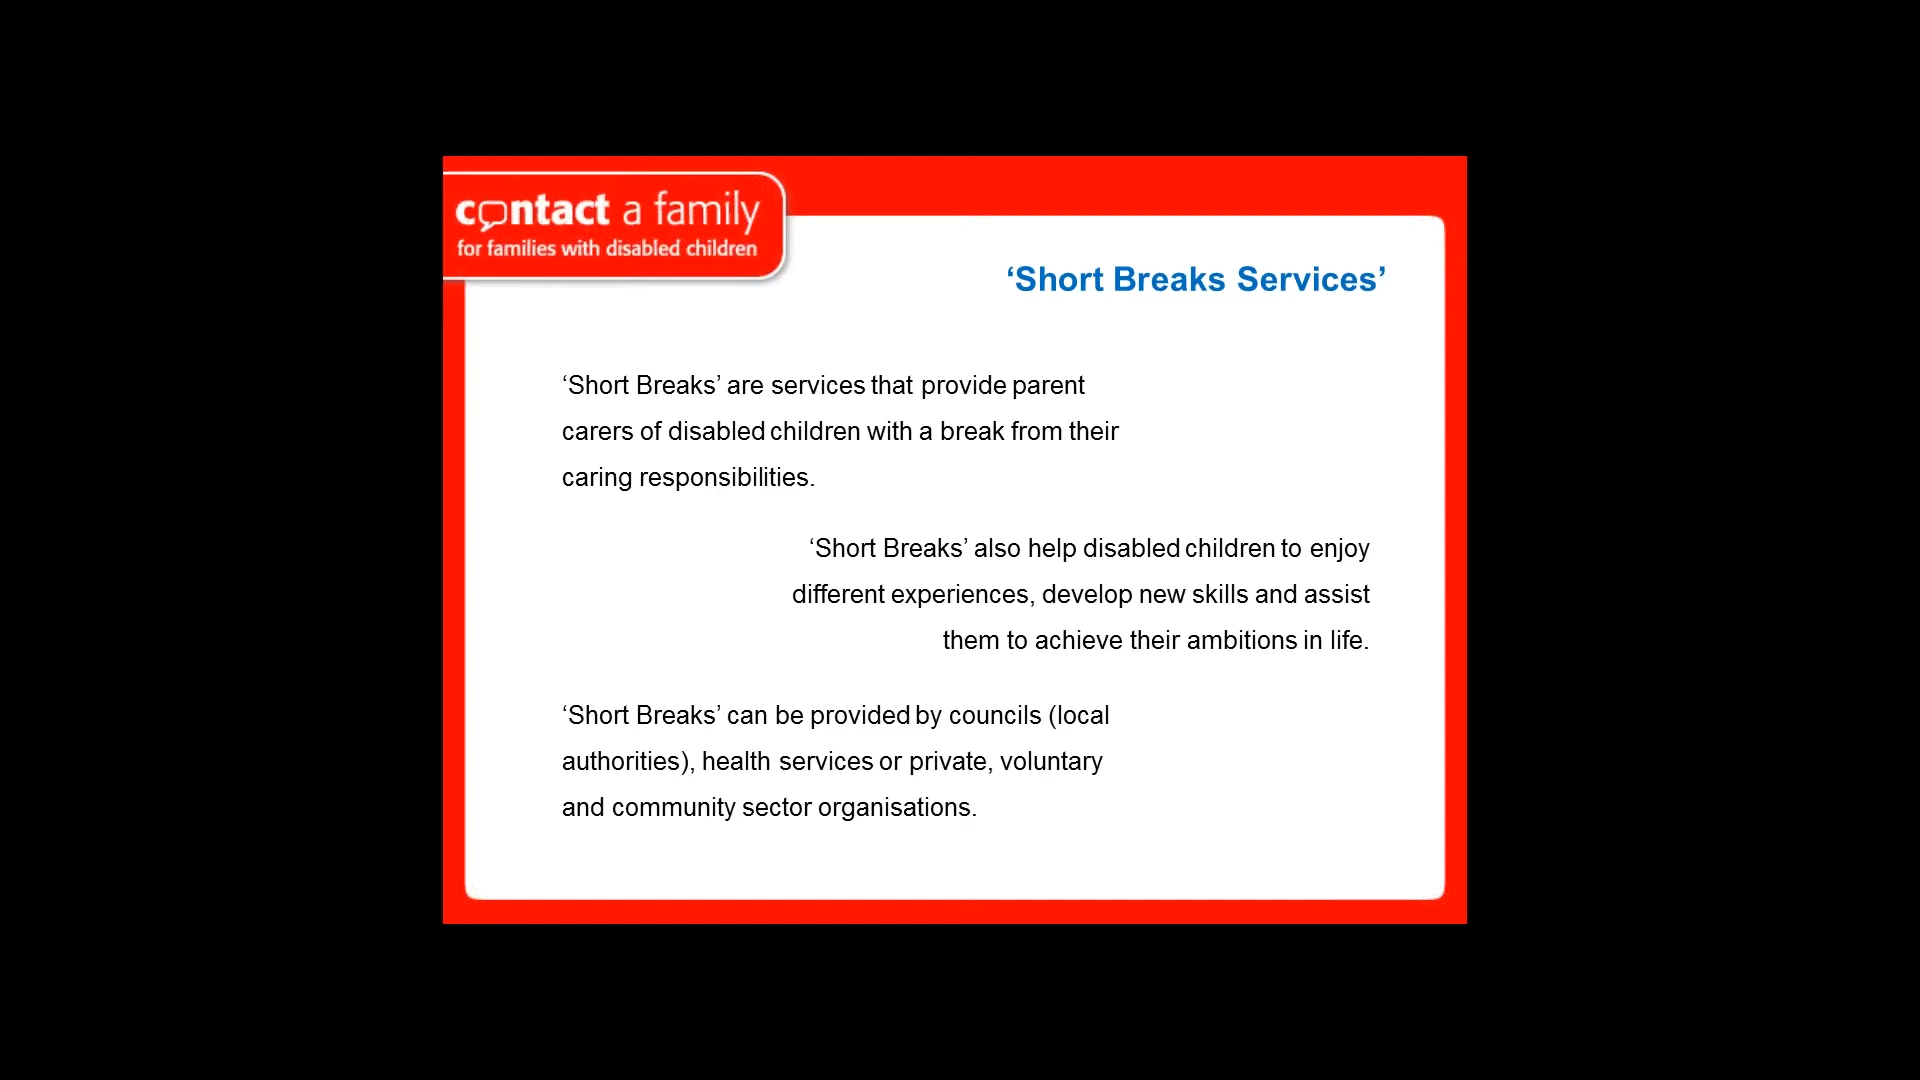 contact a family
for families with disabled children
‘Short Breaks Services’
‘Short Breaks’ are services that provide parent
carers of disabled children with a break from their
caring responsibilities.
‘Short Breaks’ also help disabled children to enjoy
different experiences, develop new skills and assist
them to achieve their ambitions in life.
‘Short Breaks’ can be provided by councils (local
authorities), health services or private, voluntary
and community sector organisations.